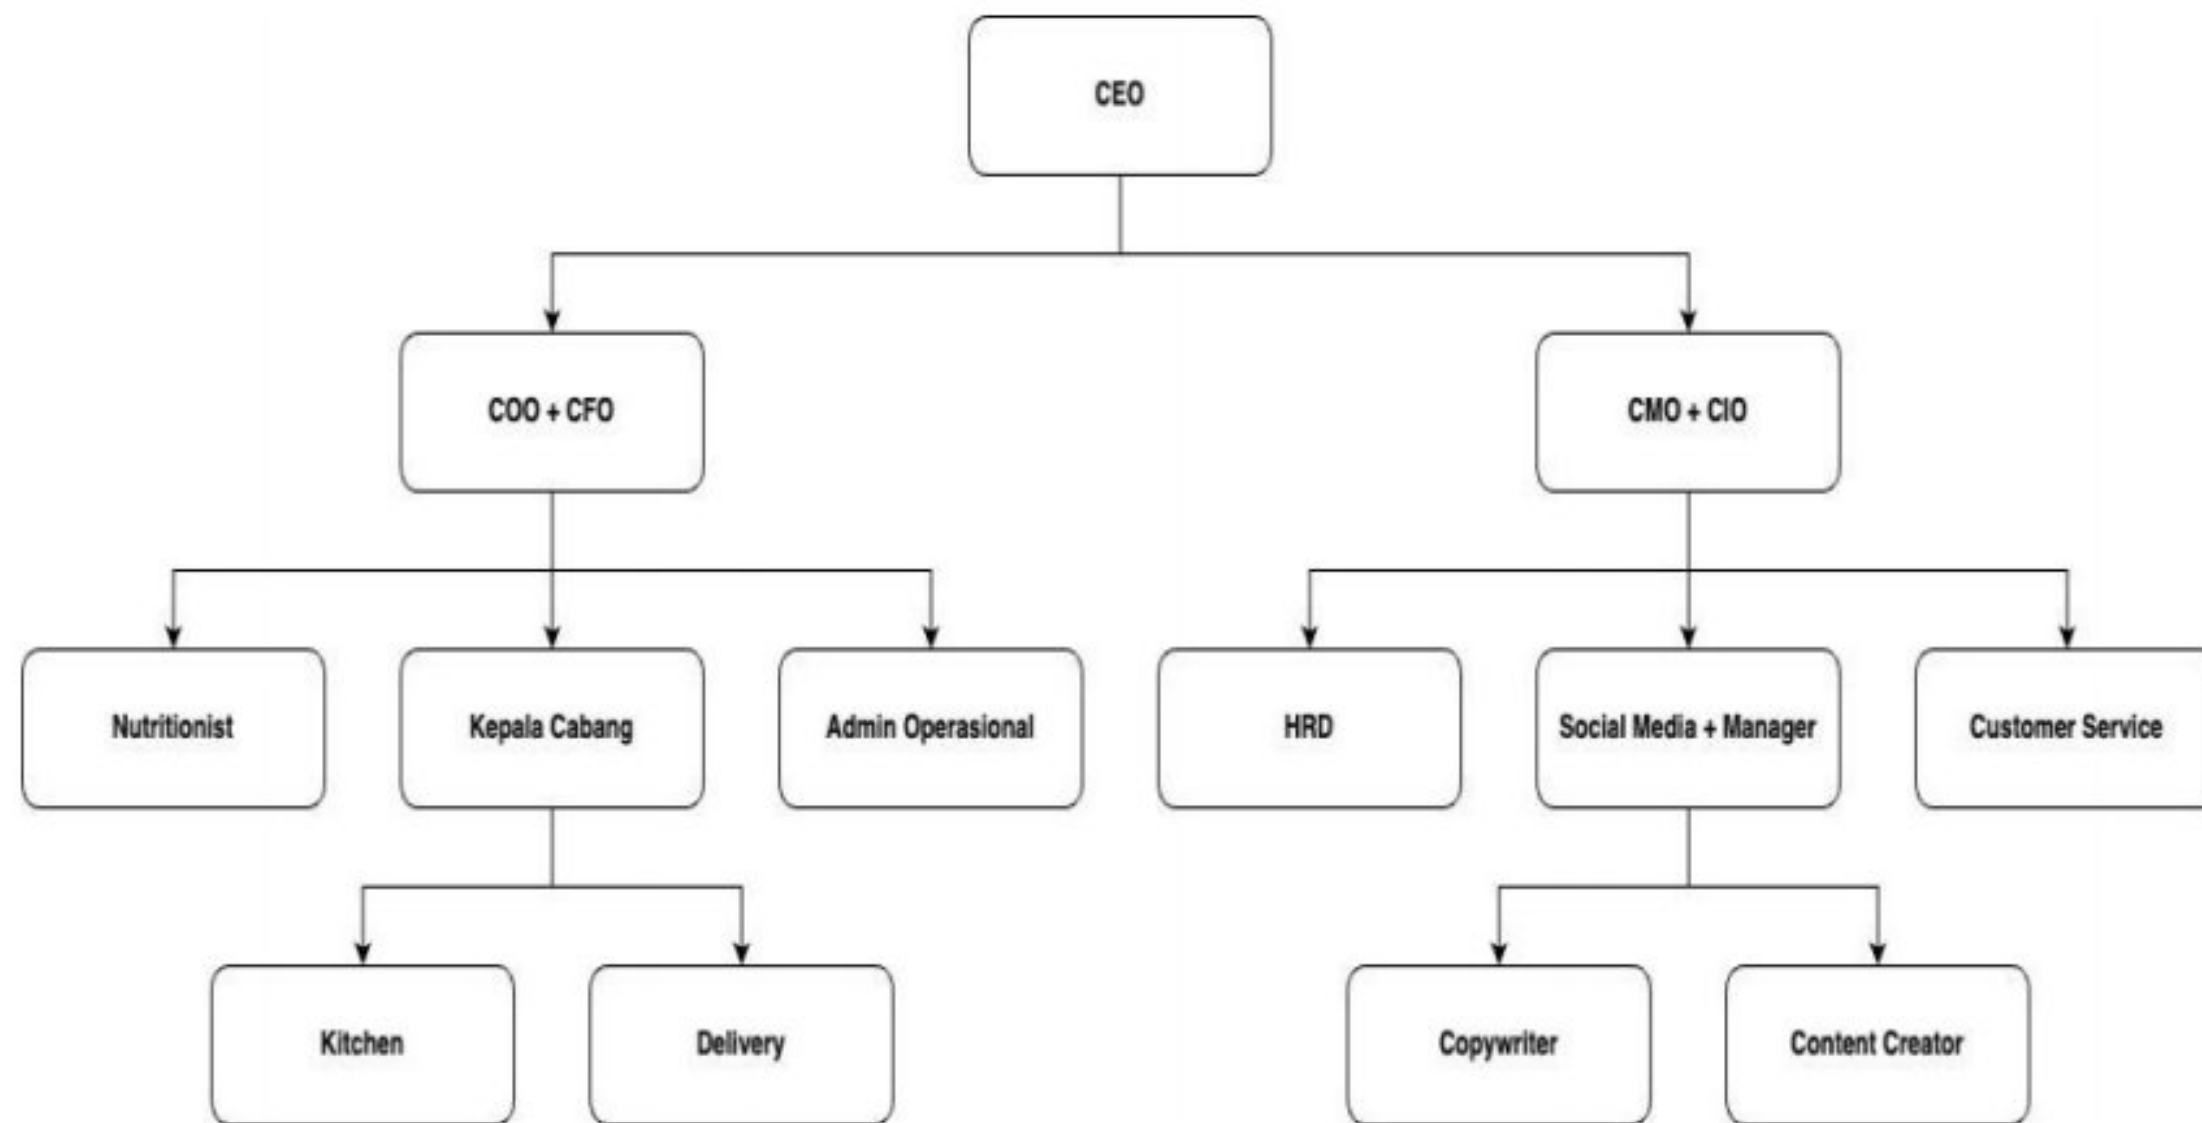 CEO
COO + CFO
CMO + CIO
Nutritionist
Kepala Cabang
Admin Operasional
HRD
Social Media + Manager
Customer Service
Kitchen
Delivery
Copywriter
Content Creator